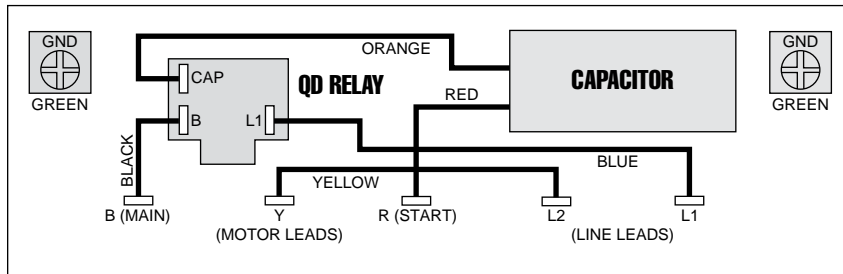 GND
GREEN
ORANGE
CAP
QD RELAY
B
L1
BLACK
RED
CAPACITOR
GND
GREEN
BLUE
YELLOW
B (MAIN)
Y
R (START)
L2
L1
(MOTOR LEADS)
(LINE LEADS)